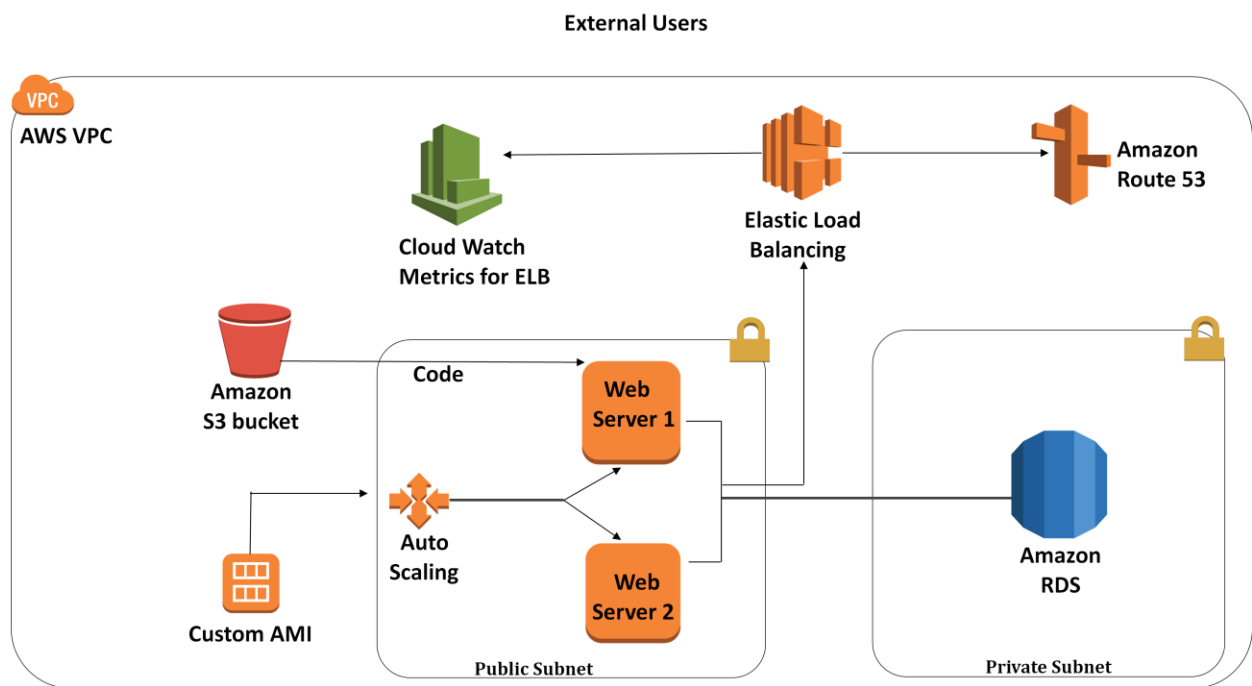 External Users
VPC
AWS VPC
Amazon
Route 53
Elastic Load
Balancing
Cloud Watch
Metrics for ELB
Amazon
S3 bucket
Code
Web
Server 1
Auto
Scaling
Web
Server 2
Custom AMI
Public Subnet
Amazon
RDS
Private Subnet